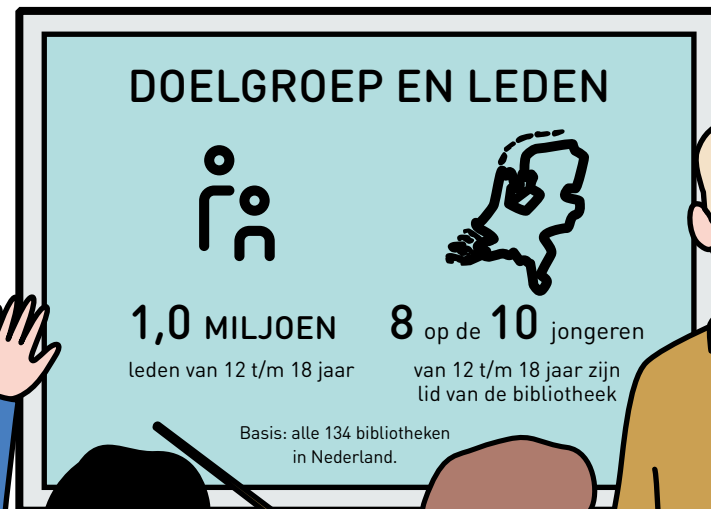 DOELGROEP EN LEDEN
1,0 MILJOEN
leden van 12 t/m 18 jaar
8 op de 10 jongeren
van 12 t/m 18 jaar zijn
lid van de bibliotheek
Basis: alle 134 bibliotheken
in Nederland.